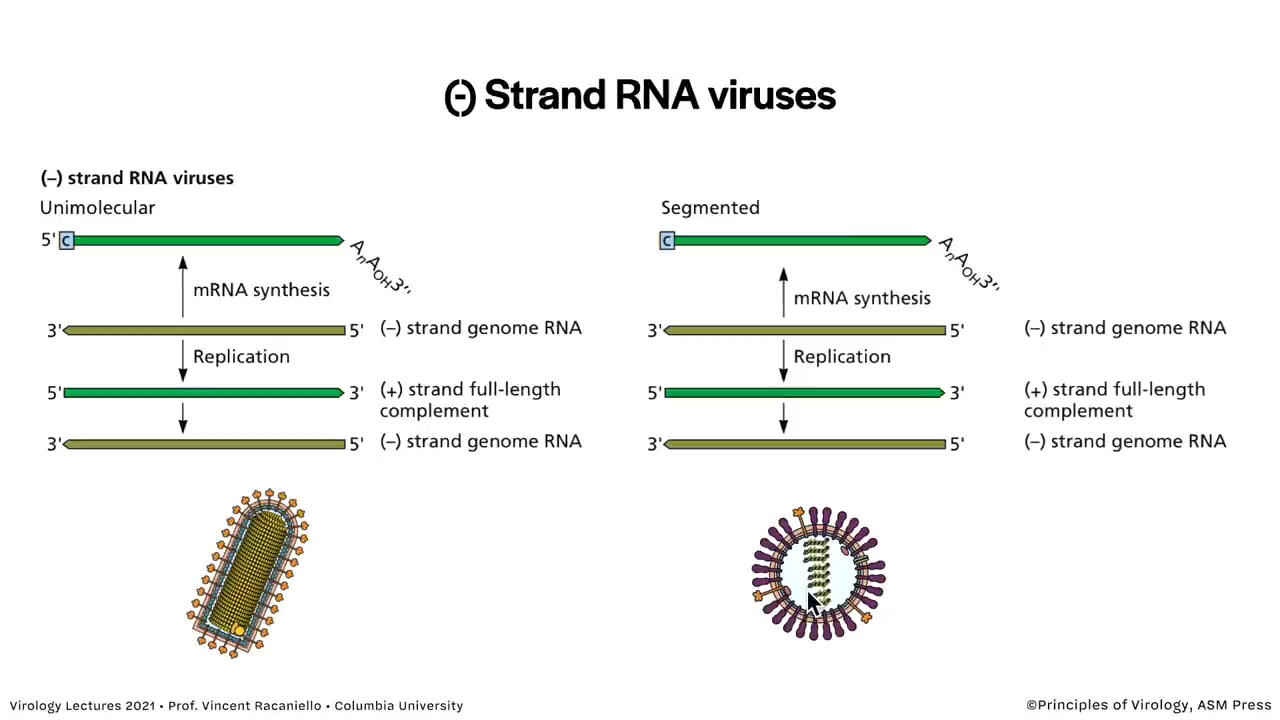 (-) Strand RNA viruses
(–) strand RNA viruses
Unimolecular
5' C AnAOH3''
mRNA synthesis
3' 5' (–) strand genome RNA
Replication
5' 3' (+) strand full-length
complement
3' 5' (–) strand genome RNA
Segmented
C AnAOH3''
mRNA synthesis
3' 5' (–) strand genome RNA
Replication
5' 3' (+) strand full-length
complement
3' 5' (–) strand genome RNA
Virology Lectures 2021 • Prof. Vincent Racaniello • Columbia University
©Principles of Virology, ASM Press